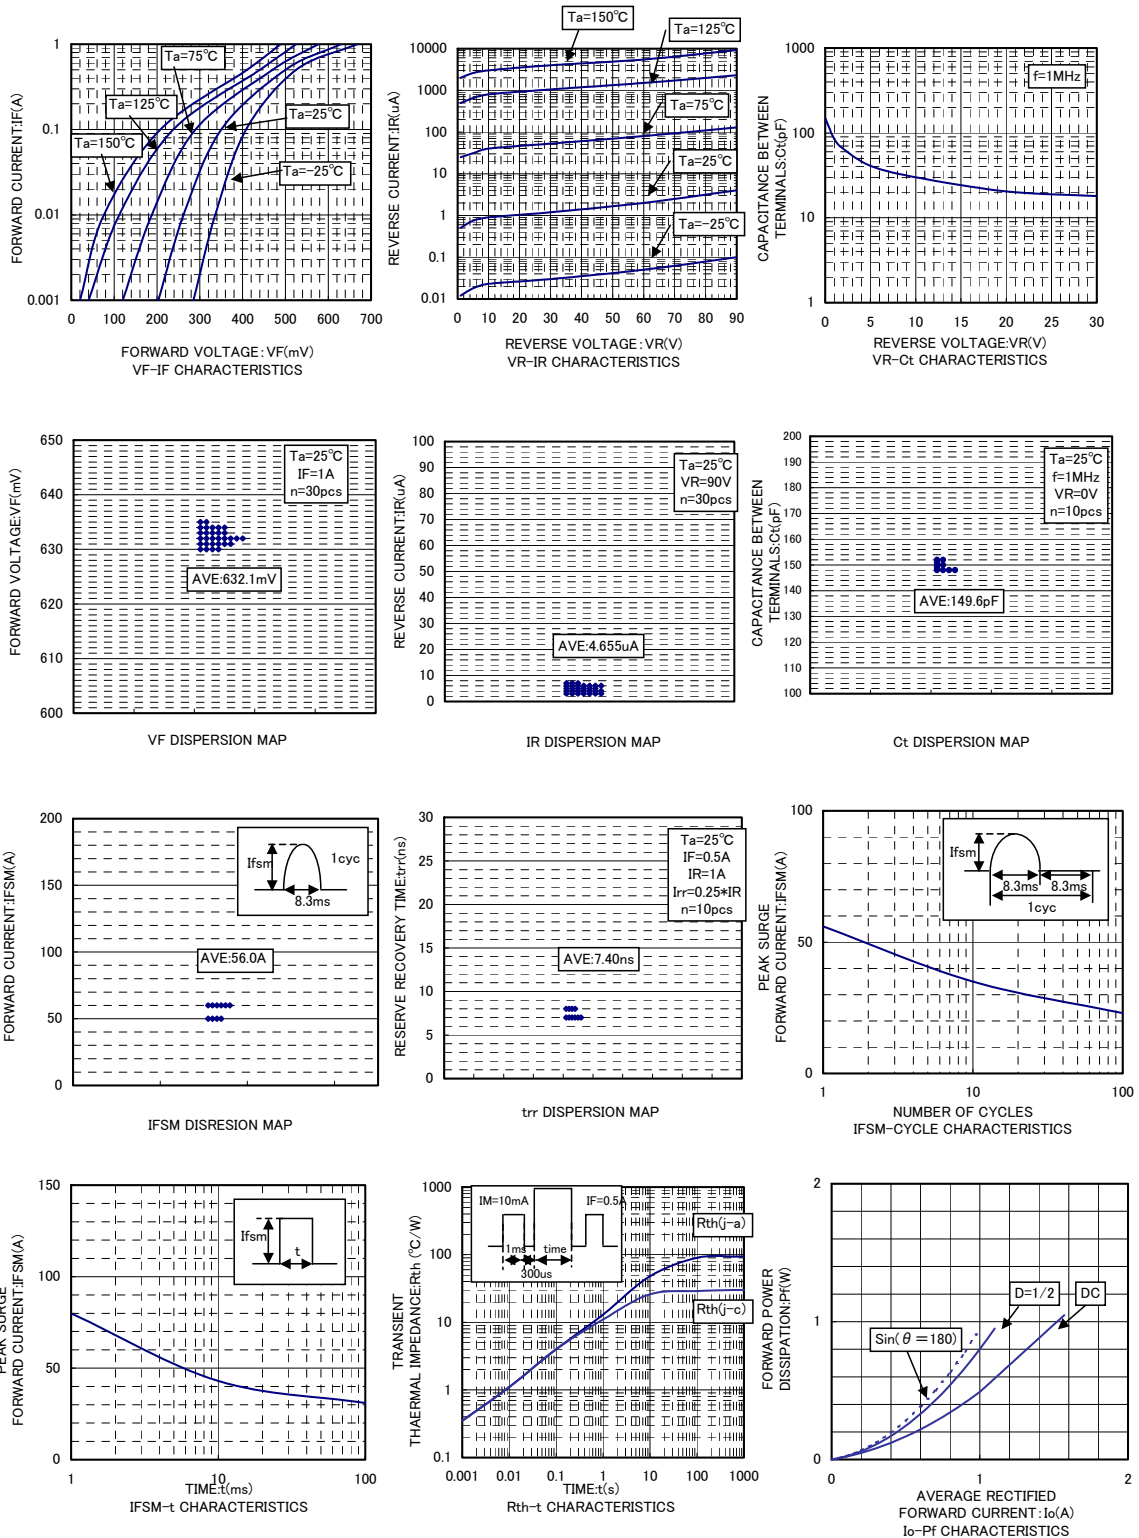 FORWARD CURRENT:IF(A)
1
0.1
0.01
0.001
Ta=75℃
Ta=125℃
Ta=150℃
Ta=25℃
Ta=-25℃
0 100 200 300 400 500 600 700
FORWARD VOLTAGE:VF(mV)
VF-IF CHARACTERISTICS
REVERSE CURRENT:IR(uA)
10000
1000
100
10
1
0.1
0.01
Ta=150℃
Ta=125℃
Ta=75℃
Ta=25℃
Ta=-25℃
0 10 20 30 40 50 60 70 80 90
REVERSE VOLTAGE:VR(V)
VR-IR CHARACTERISTICS
CAPACITANCE BETWEEN
TERMINALS:Ct(pF)
1000
100
10
1
f=1MHz
0 5 10 15 20 25 30
REVERSE VOLTAGE:VR(V)
VR-Ct CHARACTERISTICS
FORWARD VOLTAGE:VF(mV)
650
640
630
620
610
600
Ta=25℃
IF=1A
n=30pcs
AVE:632.1mV
VF DISPERSION MAP
REVERSE CURRENT:IR(uA)
100
90
80
70
60
50
40
30
20
10
0
Ta=25℃
VR=90V
n=30pcs
AVE:4.655uA
IR DISPERSION MAP
CAPACITANCE BETWEEN
TERMINALS:Ct(pF)
200
190
180
170
160
150
140
130
120
110
100
Ta=25℃
f=1MHz
VR=0V
n=10pcs
AVE:149.6pF
Ct DISPERSION MAP
FORWARD CURRENT:IFSM(A)
200
150
100
50
0
Ifsm
1cyc
8.3ms
AVE:56.0A
IFSM DISRESION MAP
RESERVE RECOVERY TIME:trr(ns)
30
25
20
15
10
5
0
Ta=25℃
IF=0.5A
IR=1A
Irr=0.25*IR
n=10pcs
AVE:7.40ns
trr DISPERSION MAP
PEAK SURGE
FORWARD CURRENT:IFSM(A)
100
50
0
Ifsm
8.3ms 8.3ms
1cyc
1 10 100
NUMBER OF CYCLES
IFSM-CYCLE CHARACTERISTICS
PEAK SURGE
FORWARD CURRENT:IFSM(A)
150
100
50
0
Ifsm
t
1 10 100
TIME:t(ms)
IFSM-t CHARACTERISTICS
TRANSIENT
THAERMAL IMPEDANCE:Rth (℃/W)
1000
100
10
1
0.1
IM=10mA IF=0.5A
1ms time
300us
Rth(j-a)
Rth(j-c)
0.001 0.01 0.1 1 10 100 1000
TIME:t(s)
Rth-t CHARACTERISTICS
FORWARD POWER
DISSIPATION:Pf(W)
2
1
0
D=1/2
DC
Sin(θ=180)
0 1 2
AVERAGE RECTIFIED
FORWARD CURRENT:Io(A)
Io-Pf CHARACTERISTICS